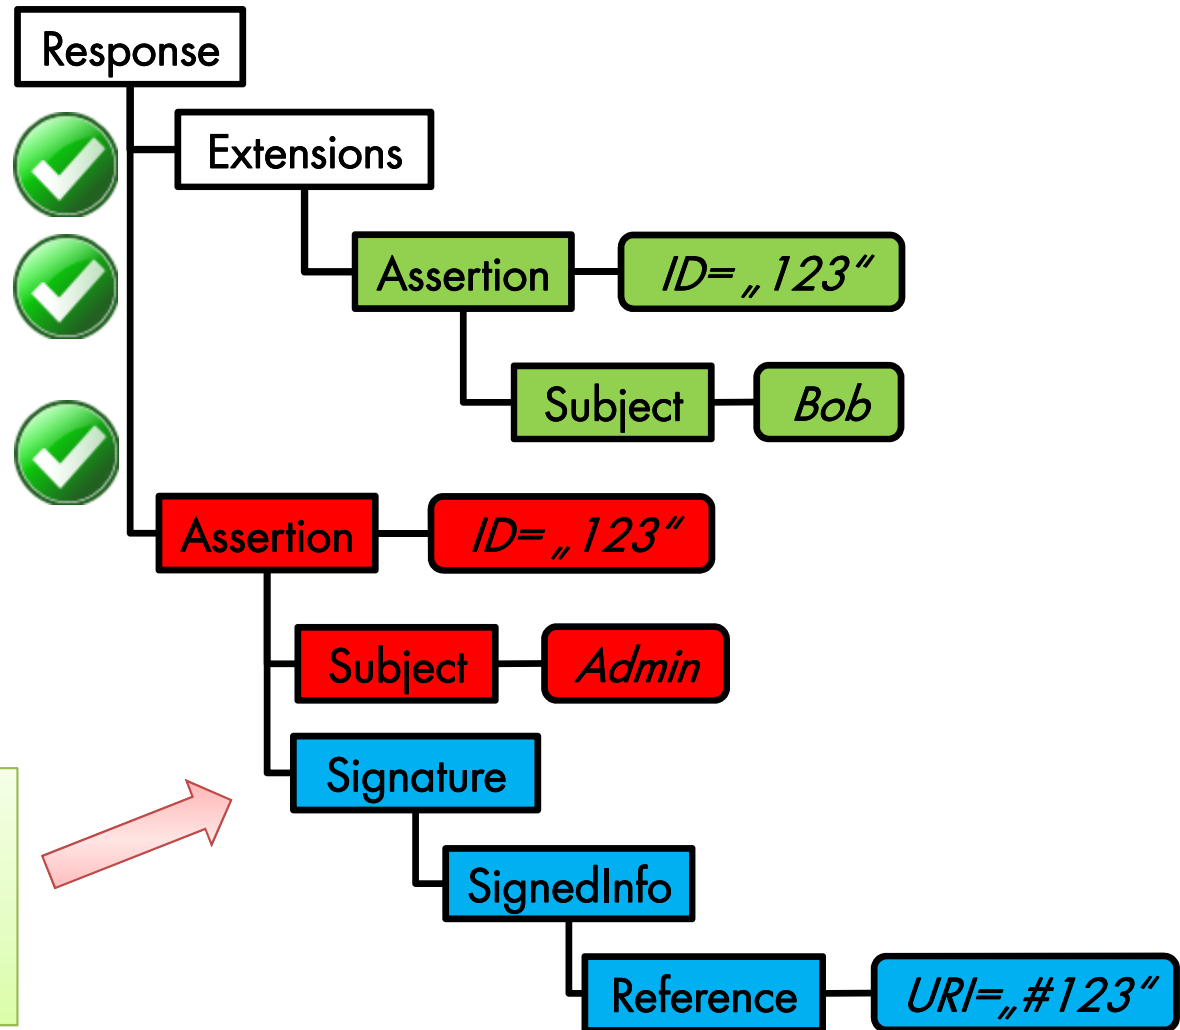 Response
Extensions
Assertion ID=„123“
Subject Bob
Assertion ID=„123“
Subject Admin
Signature
SignedInfo
Reference URI=„#123“